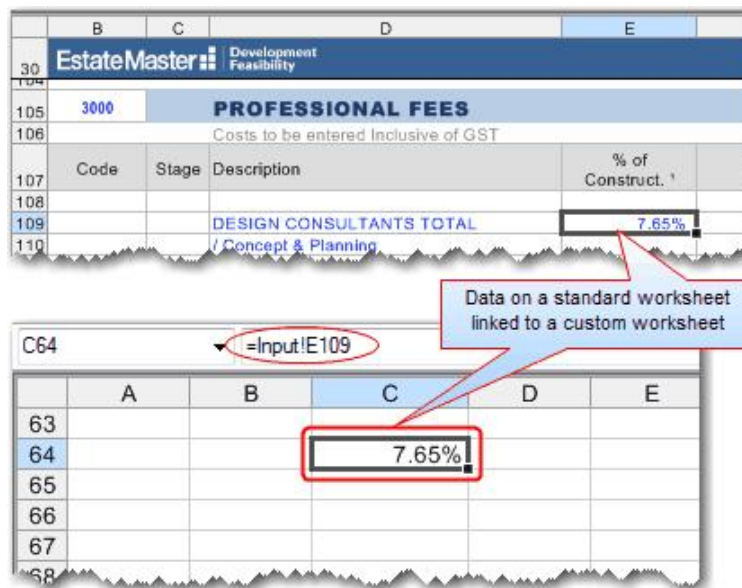 B C D E
30 EstateMaster Development
Feasibility
104
105 3000 PROFESSIONAL FEES
106 Costs to be entered Inclusive of GST
107 Code Stage Description % of
Construct. ¹
108
109 DESIGN CONSULTANTS TOTAL 7.65%
110 / Concept & Planning
Data on a standard worksheet
linked to a custom worksheet
C64 =Input!E109
A B C D E
63
64 7.65%
65
66
67
68